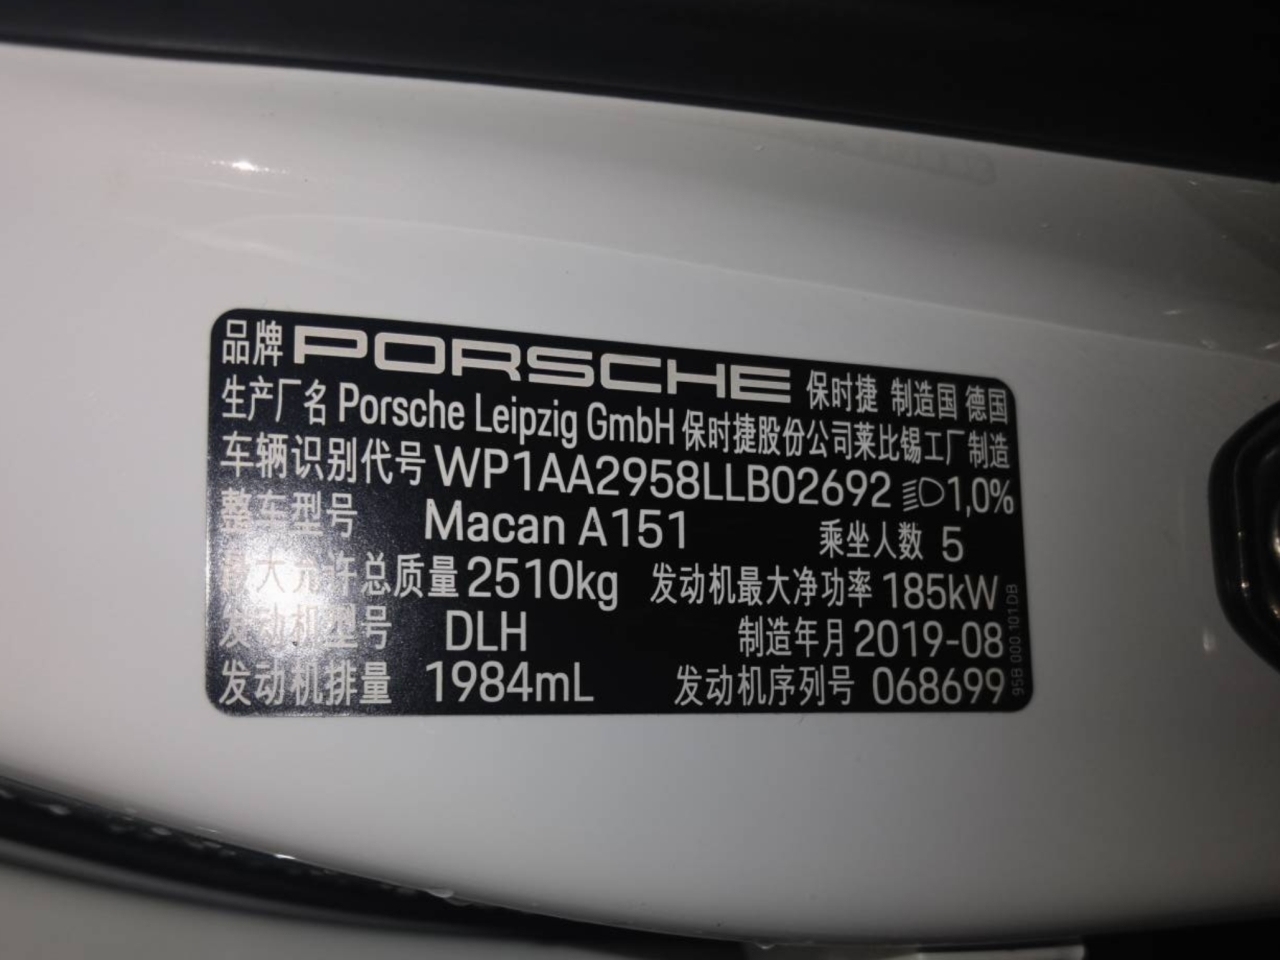 品牌 PORSCHE 保时捷 制造国 德国
生产厂名 Porsche Leipzig GmbH 保时捷股份公司莱比锡工厂制造
车辆识别代号 WP1AA2958LLB02692 1,0%
整车型号 Macan A151 乘坐人数 5
最大允许总质量 2510kg 发动机最大净功率 185kW
发动机型号 DLH 制造年月 2019-08
发动机排量 1984mL 发动机序列号 068699
95B 000 101 DB